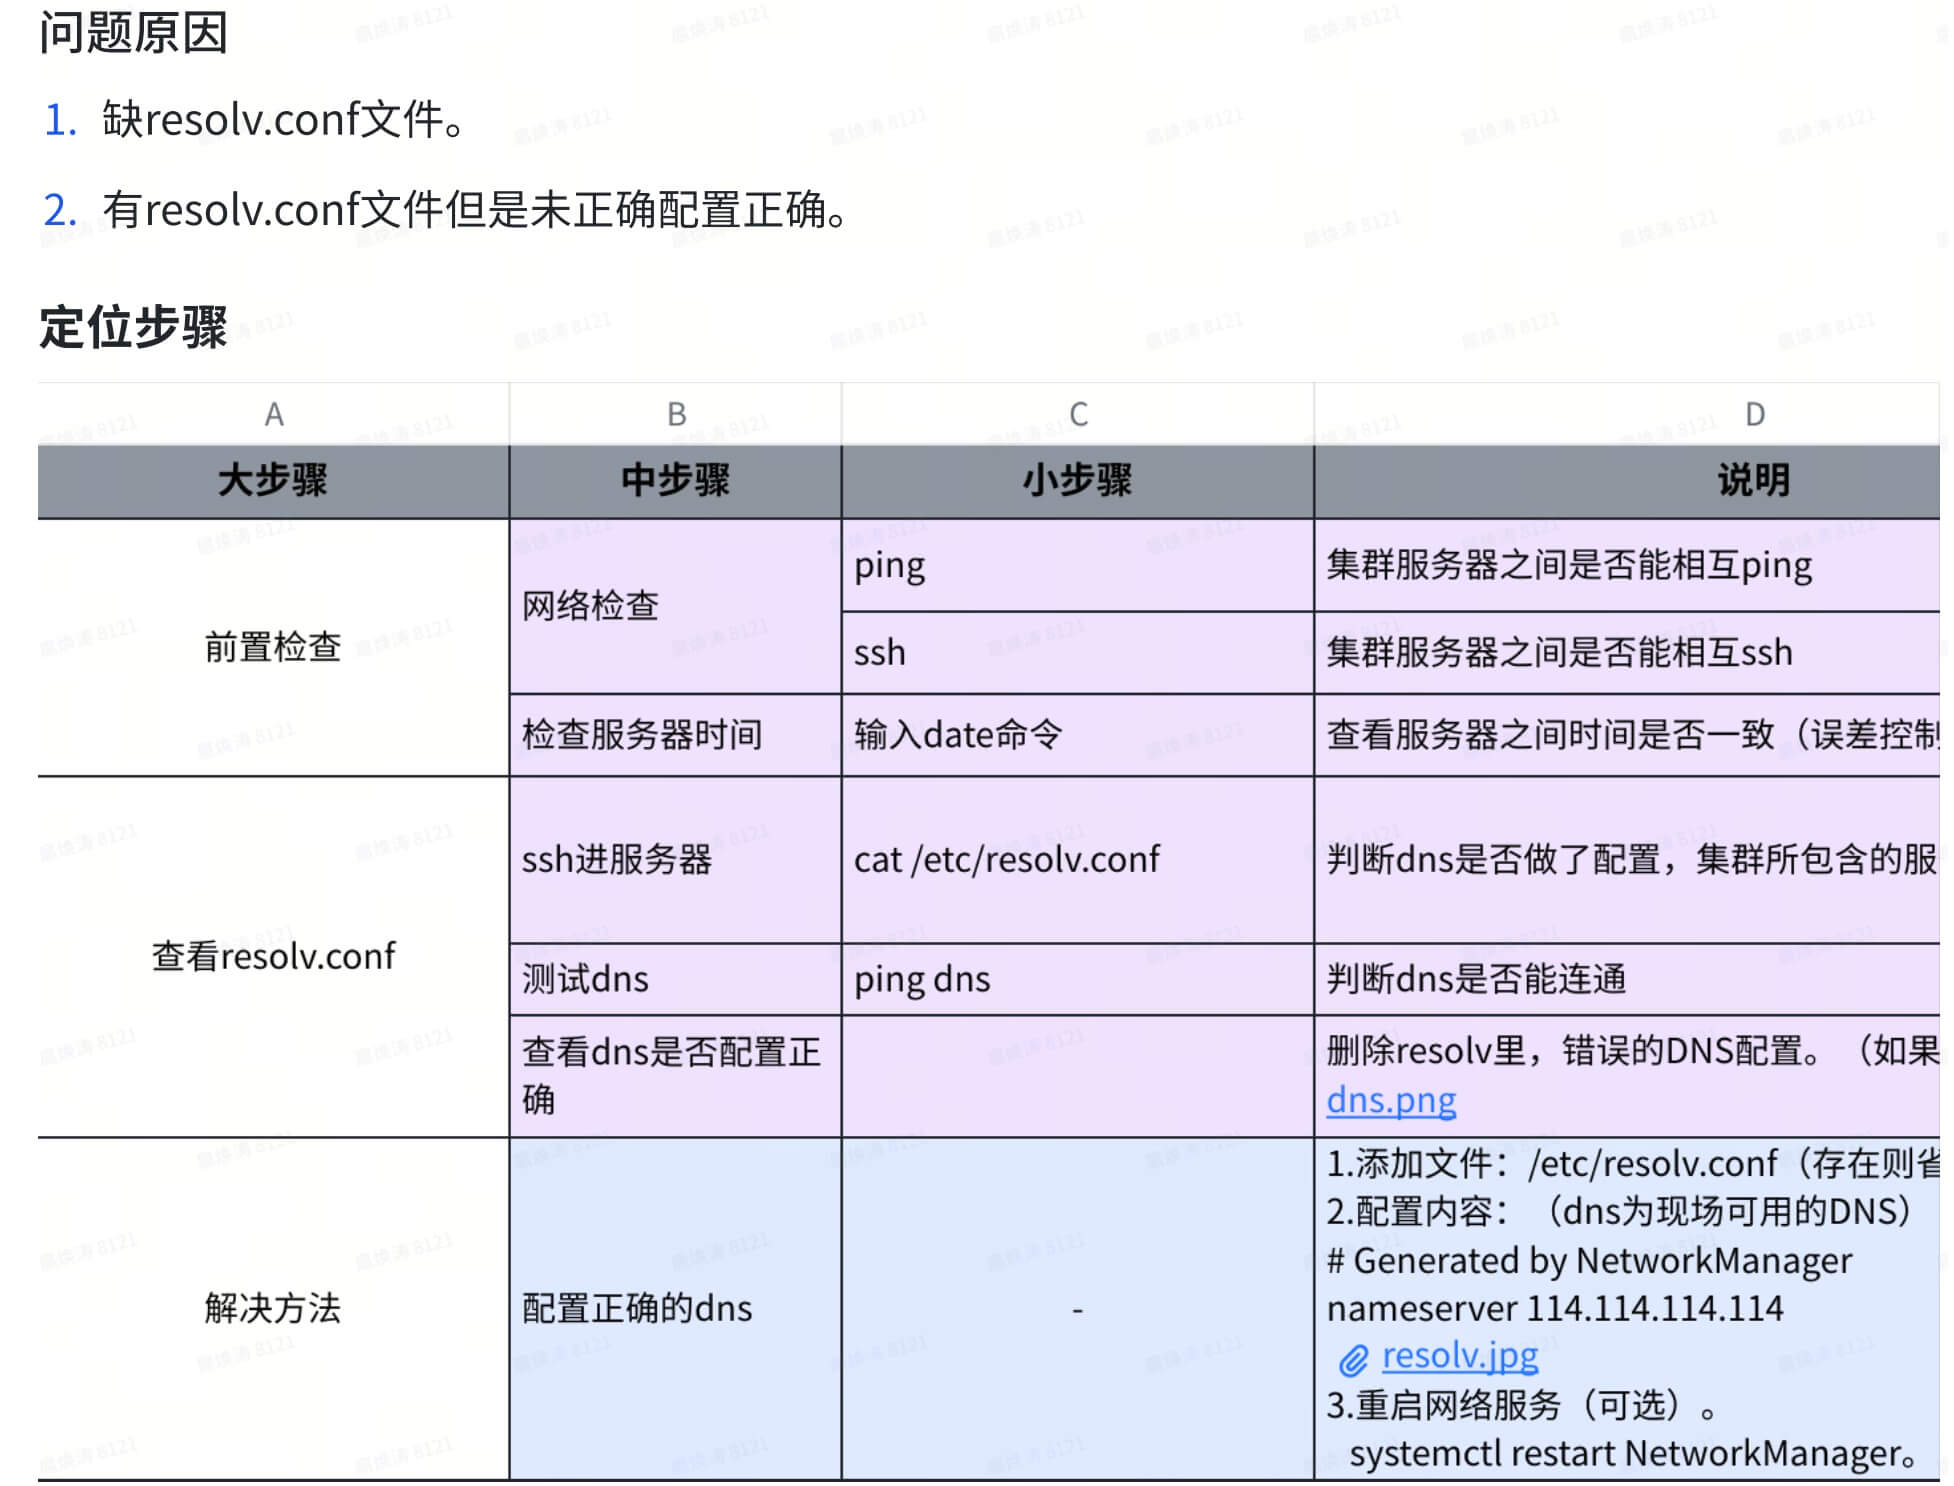 问题原因
1. 缺resolv.conf文件。
2. 有resolv.conf文件但是未正确配置正确。
定位步骤
A B C D
大步骤 中步骤 小步骤 说明
前置检查 网络检查 ping 集群服务器之间是否能相互ping
ssh 集群服务器之间是否能相互ssh
检查服务器时间 输入date命令 查看服务器之间时间是否一致（误差控制
查看resolv.conf ssh进服务器 cat /etc/resolv.conf 判断dns是否做了配置，集群所包含的服
测试dns ping dns 判断dns是否能连通
查看dns是否配置正
确
删除resolv里，错误的DNS配置。（如果
dns.png
解决方法 配置正确的dns -
1.添加文件：/etc/resolv.conf（存在则省
2.配置内容：（dns为现场可用的DNS）
# Generated by NetworkManager
nameserver 114.114.114.114
resolv.jpg
3.重启网络服务（可选）。
systemctl restart NetworkManager。